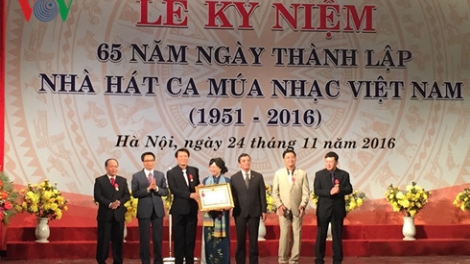 VOV
LỄ KỶ NIỆM
65 NĂM NGÀY THÀNH LẬP
NHÀ HÁT CA MÚA NHẠC VIỆT NAM
(1951 - 2016)
Hà Nội, ngày 24 tháng 11 năm 2016